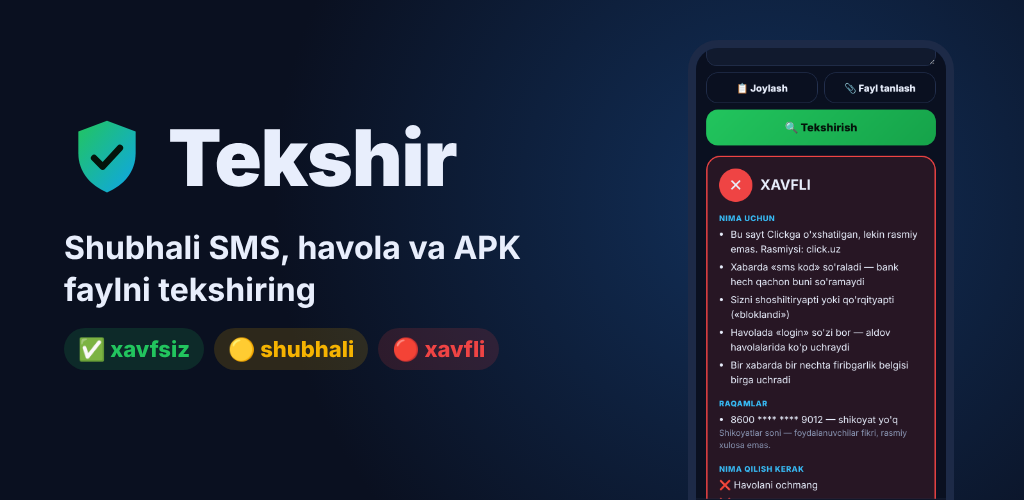 Tekshir
Shubhali SMS, havola va APK
faylni tekshiring
✅ xavfsiz 🟡 shubhali 🔴 xavfli
📋 Joylash 📎 Fayl tanlash
🔍 Tekshirish
✕ XAVFLI
NIMA UCHUN
• Bu sayt Clickga o'xshatilgan, lekin rasmiy
emas. Rasmiysi: click.uz
• Xabarda «sms kod» so'raladi — bank
hech qachon buni so'ramaydi
• Sizni shoshiltiryapti yoki qo'rqityapti
(«bloklandi»)
• Havolada «login» so'zi bor — aldov
havolalarida ko'p uchraydi
• Bir xabarda bir nechta firibgarlik belgisi
birga uchradi
RAQAMLAR
• 8600 **** **** 9012 — shikoyat yo'q
Shikoyatlar soni — foydalanuvchilar fikri, rasmiy
xulosa emas.
NIMA QILISH KERAK
❌ Havolani ochmang